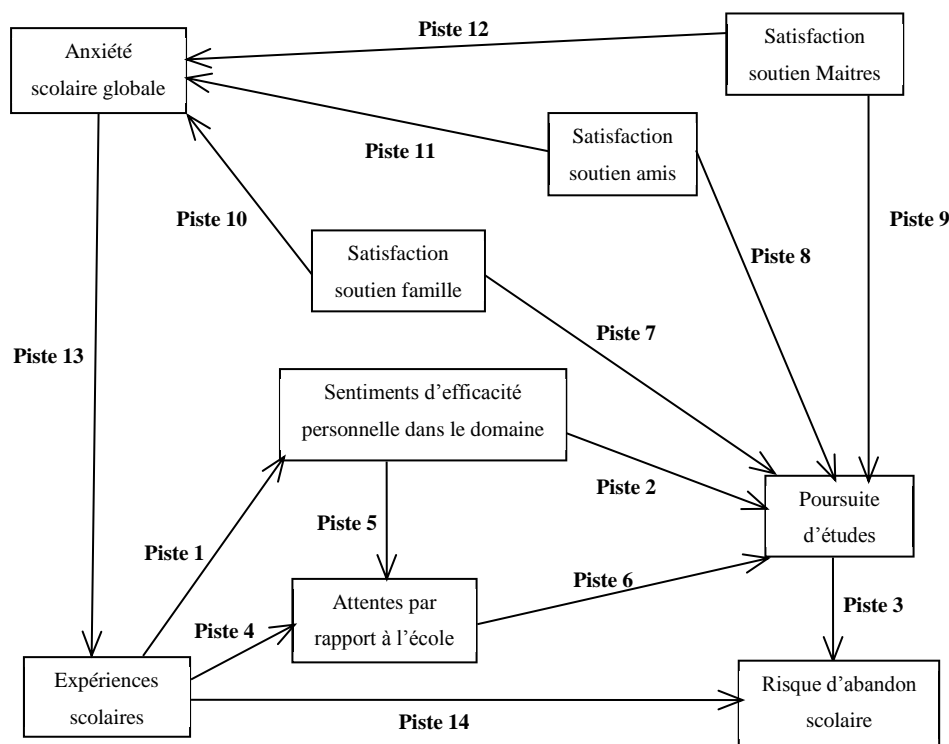 Anxiété
scolaire globale
Piste 12
Satisfaction
soutien Maitres
Piste 11
Satisfaction
soutien amis
Piste 10
Satisfaction
soutien famille
Piste 9
Piste 8
Piste 7
Piste 13
Sentiments d’efficacité
personnelle dans le domaine
Piste 2
Poursuite
d’études
Piste 5
Piste 1
Piste 6
Attentes par
rapport à l’école
Piste 3
Piste 4
Expériences
scolaires
Piste 14
Risque d’abandon
scolaire